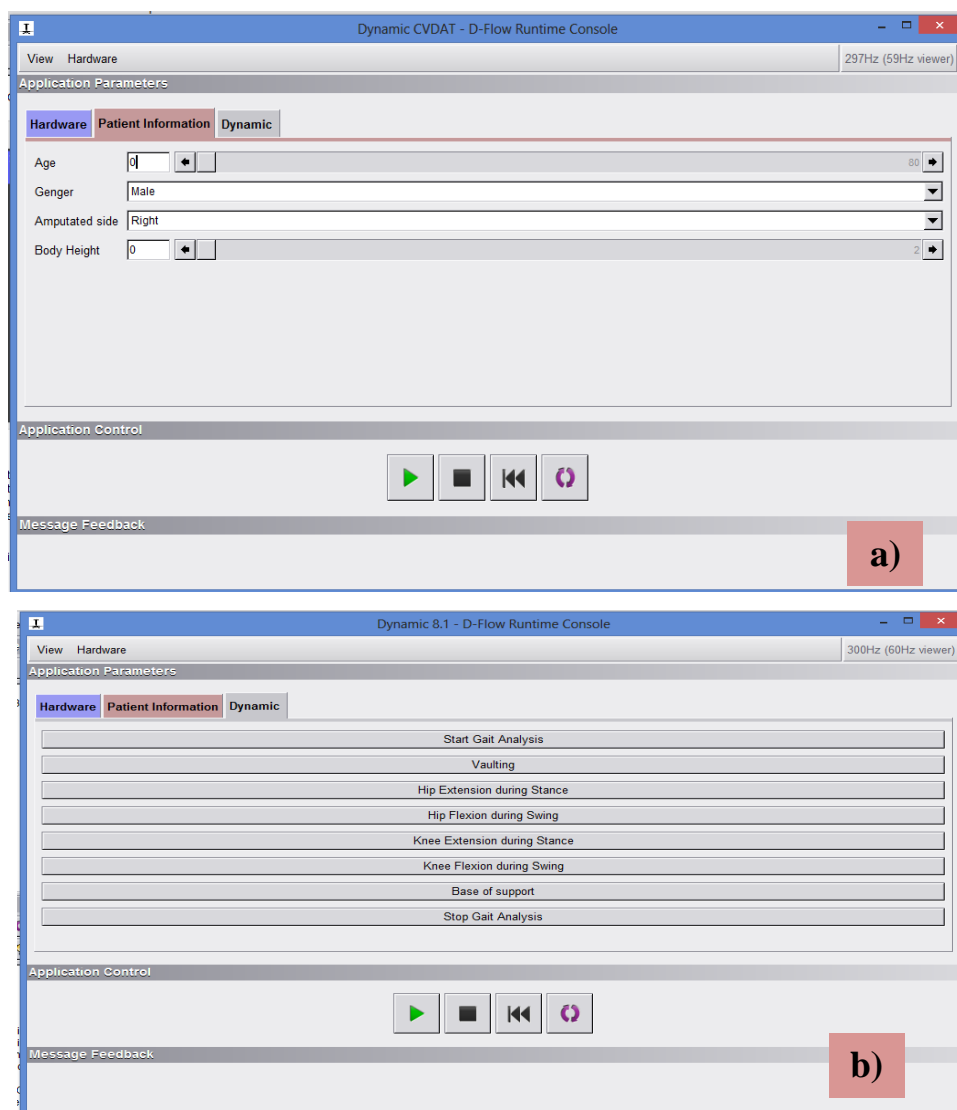 Dynamic CVDAT - D-Flow Runtime Console
View Hardware 297Hz (59Hz viewer)
Application Parameters
Hardware Patient Information Dynamic
Age 0 80
Genger Male
Amputated side Right
Body Height 0 2
Application Control
Message Feedback
a)
Dynamic 8.1 - D-Flow Runtime Console
View Hardware 300Hz (60Hz viewer)
Application Parameters
Hardware Patient Information Dynamic
Start Gait Analysis
Vaulting
Hip Extension during Stance
Hip Flexion during Swing
Knee Extension during Stance
Knee Flexion during Swing
Base of support
Stop Gait Analysis
Application Control
Message Feedback
b)